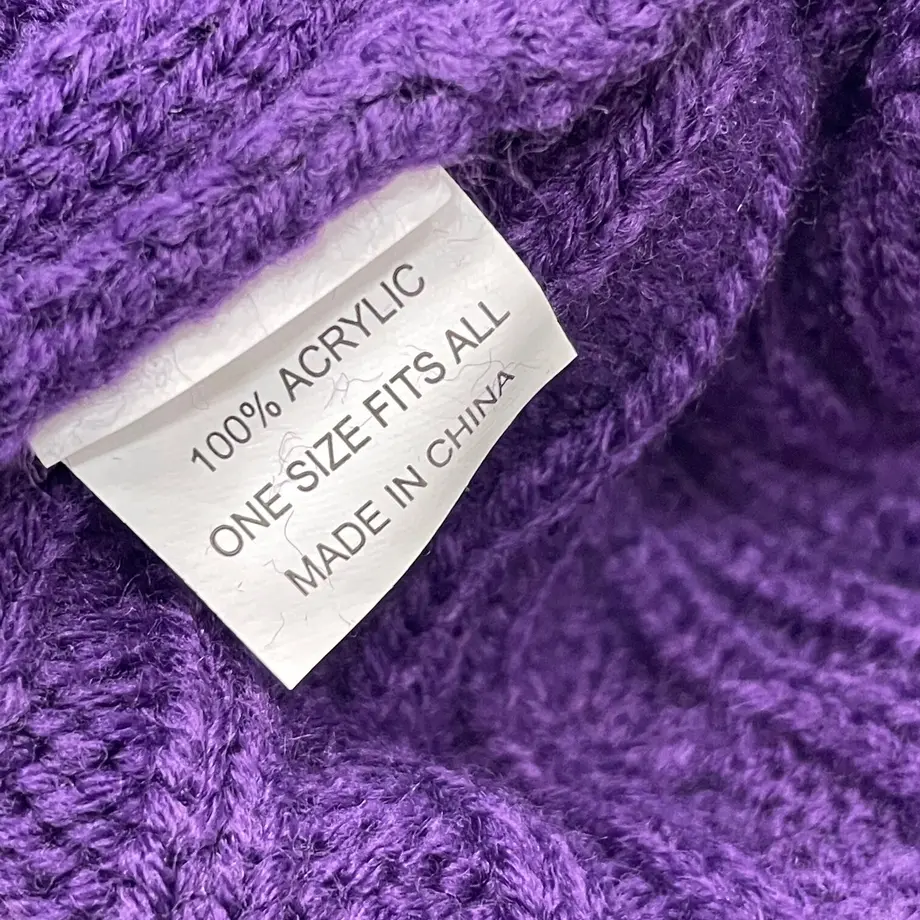 100% ACRYLIC
ONE SIZE FITS ALL
MADE IN CHINA